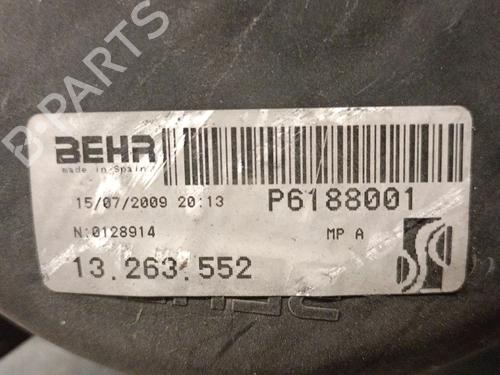 B-PARTS
BEHR
made in Spain
15/07/2009 20:13
P6188001
N:0128914
MP A
13.263.552